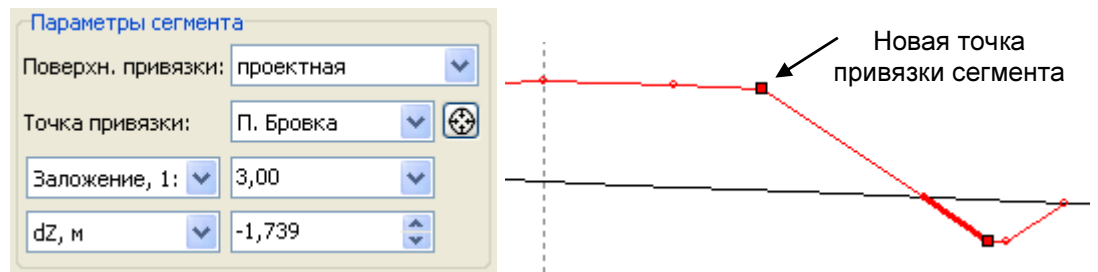 Параметры сегмента
Поверхн. привязки: проектная
Точка привязки: П. Бровка
Заложение, 1: 3,00
dZ, м -1,739
Новая точка
привязки сегмента